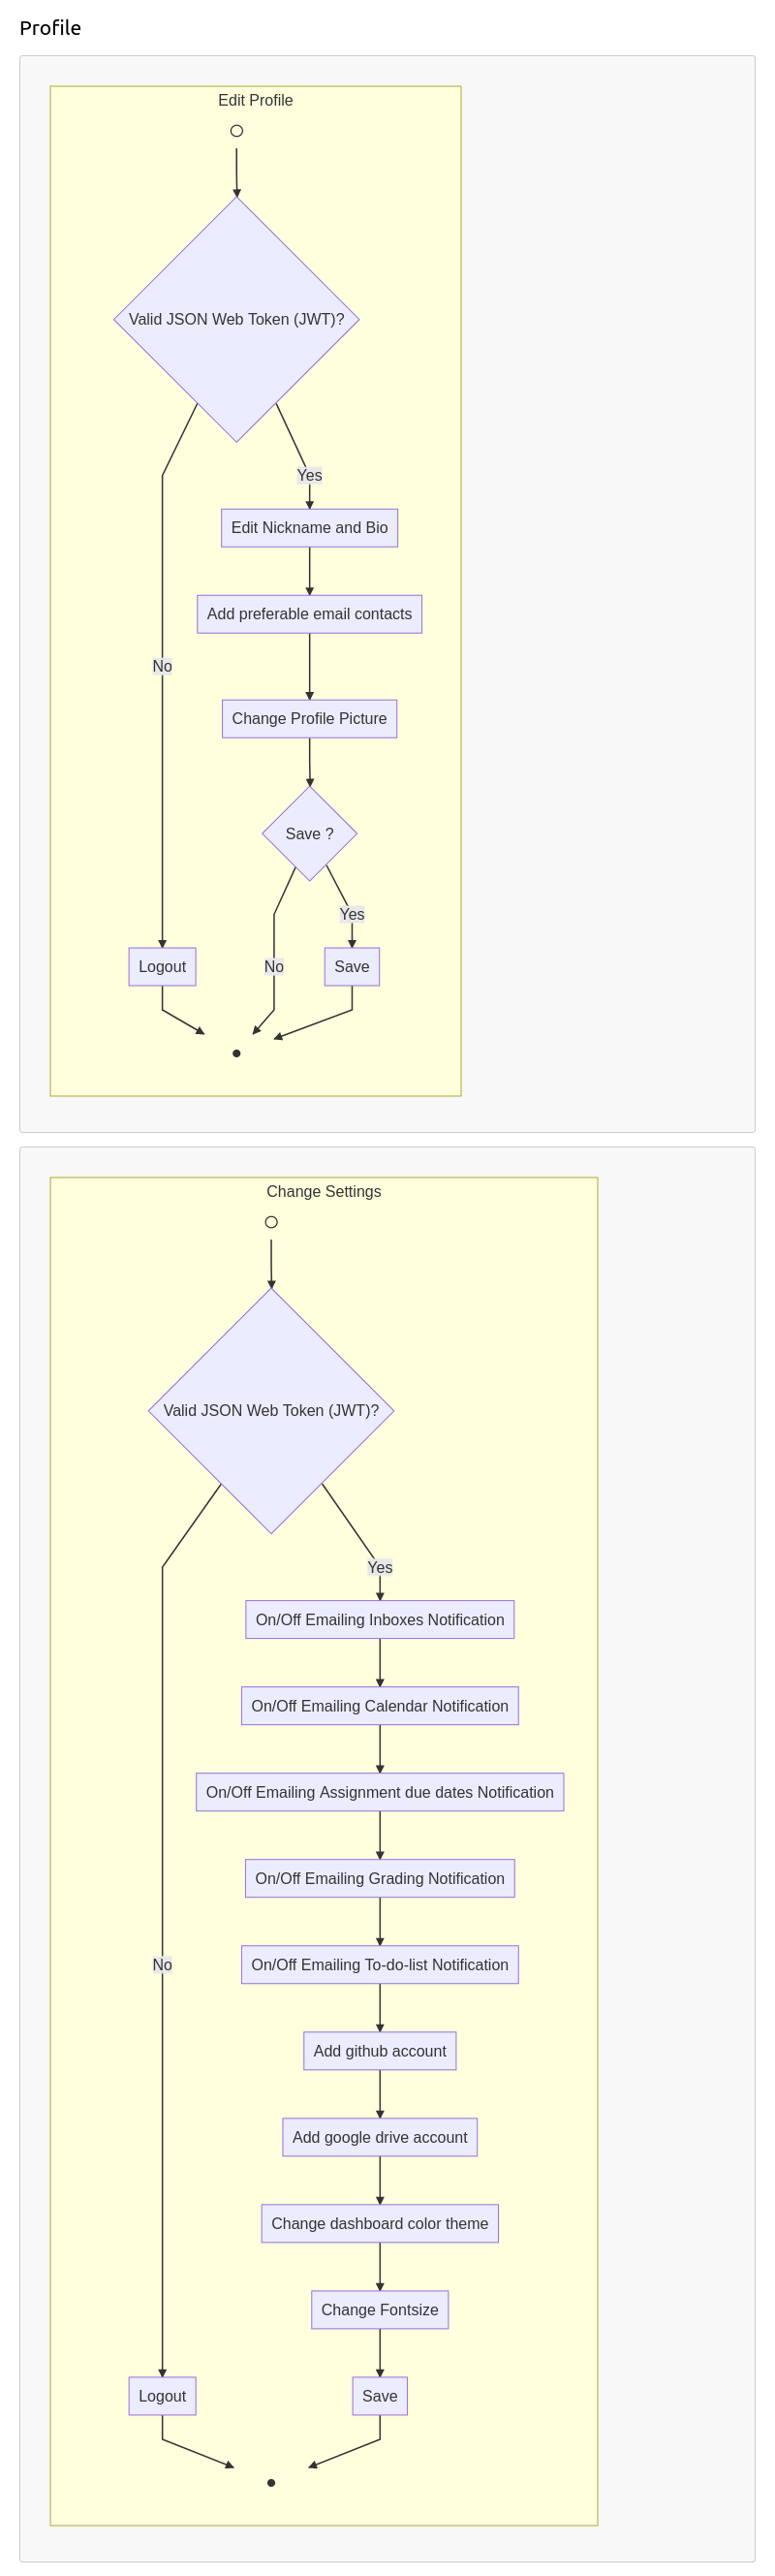 Profile
Edit Profile
Valid JSON Web Token (JWT)?
Yes
Edit Nickname and Bio
Add preferable email contacts
No
Change Profile Picture
Save ?
Yes
Logout
No
Save
Change Settings
Valid JSON Web Token (JWT)?
Yes
On/Off Emailing Inboxes Notification
On/Off Emailing Calendar Notification
On/Off Emailing Assignment due dates Notification
On/Off Emailing Grading Notification
No
On/Off Emailing To-do-list Notification
Add github account
Add google drive account
Change dashboard color theme
Change Fontsize
Logout
Save